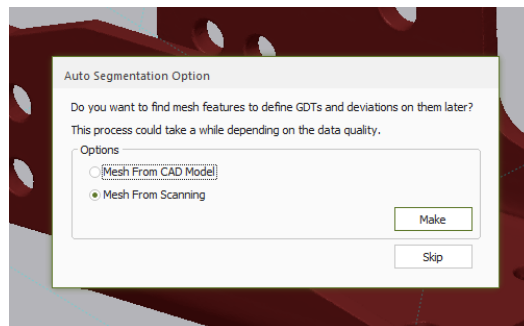 Auto Segmentation Option
Do you want to find mesh features to define GDTs and deviations on them later?
This process could take a while depending on the data quality.
Options
Mesh From CAD Model
Mesh From Scanning
Make
Skip